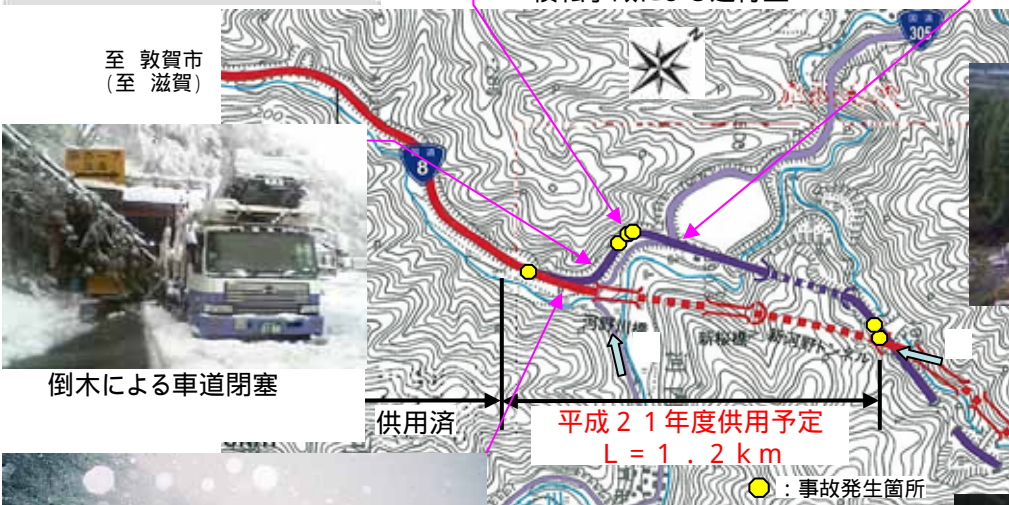 国道
305
至 敦賀市
(至 滋賀)
N
200
国道
8
河野川橋
新桜橋
新河野トンネル
倒木による車道閉塞
供用済
平成21年度供用予定
L=1.2km
:事故発生箇所